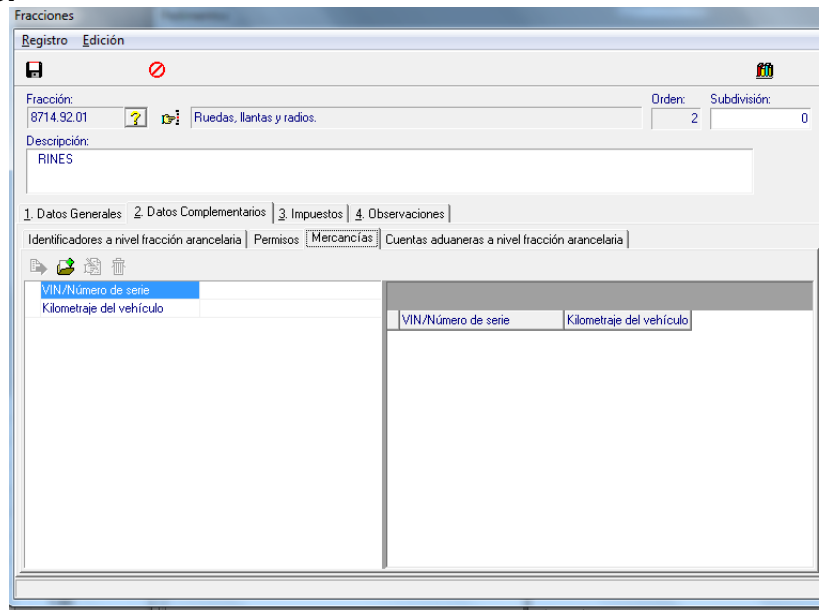 Fracciones
Registro Edición
Fracción: Orden: Subdivisión:
8714.92.01 ? Ruedas, llantas y radios. 2 0
Descripción:
RINES
1. Datos Generales 2. Datos Complementarios 3. Impuestos 4. Observaciones
Identificadores a nivel fracción arancelaria Permisos Mercancías Cuentas aduaneras a nivel fracción arancelaria
VIN/Número de serie
Kilometraje del vehículo
VIN/Número de serie Kilometraje del vehículo